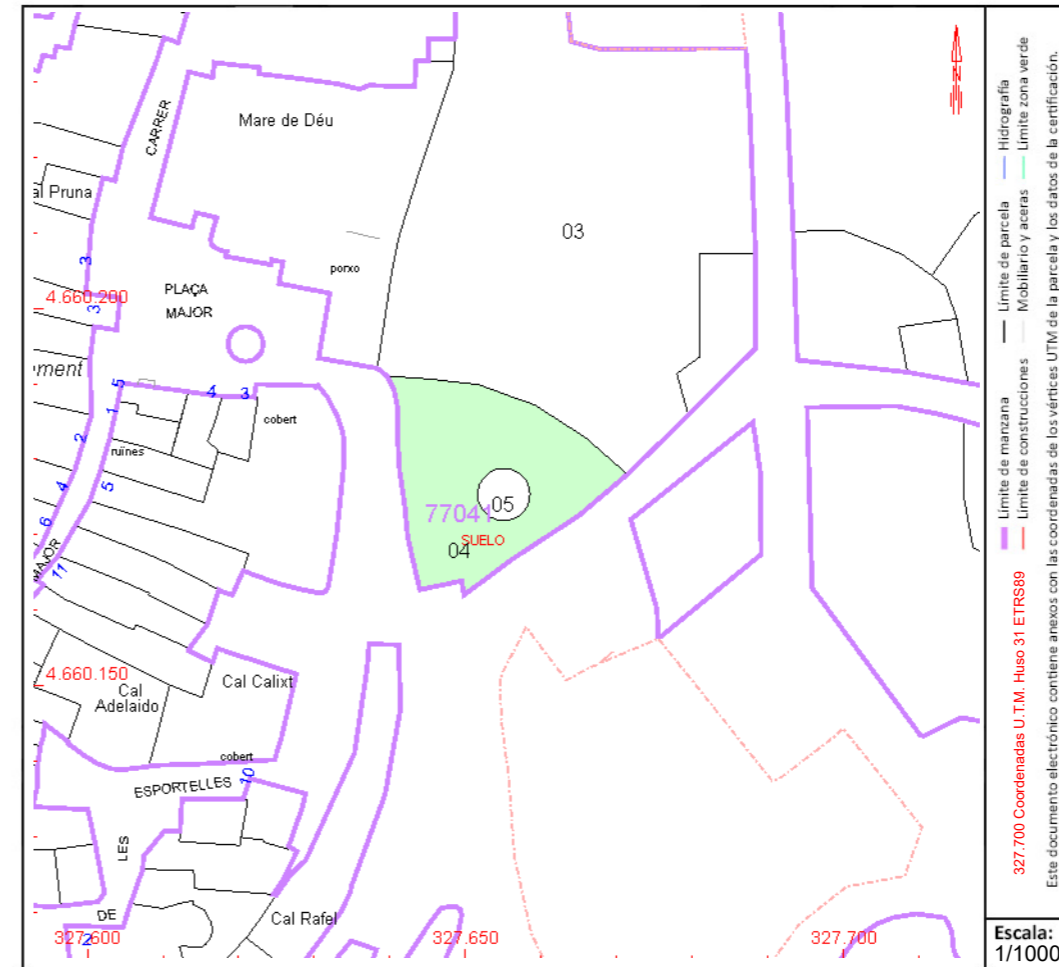 Mare de Déu
CARRER
al Pruna
03
3
porxo
PLAÇA
MAJOR
4.660.200
3
ment
5
4
3
cobert
1
2
ruïnes
4
5
05
77041
SUELO
6
04
MAJOR
11
4.660.150
Cal
Adelaido
Cal Calixt
cobert
10
ESPORTELLES
LES
DE
Cal Rafel
2
327.600
327.650
327.700
N
Hidrografía
Límite zona verde
Límite de parcela
Mobiliario y aceras
Límite de manzana
Límite de construcciones
327.700 Coordenadas U.T.M. Huso 31 ETRS89
Este documento electrónico contiene anexos con las coordenadas de los vértices UTM de la parcela y los datos de la certificación.
Escala:
1/1000